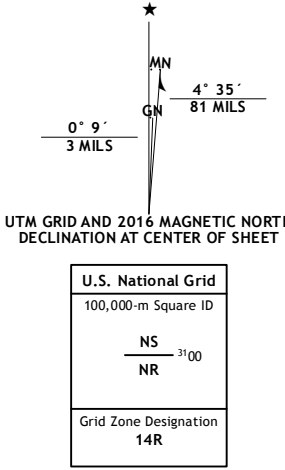 MN
4° 35´
81 MILS
GN
0° 9´
3 MILS
UTM GRID AND 2016 MAGNETIC NORTH
DECLINATION AT CENTER OF SHEET
U.S. National Grid
100,000-m Square ID
NS
3100
NR
Grid Zone Designation
14R